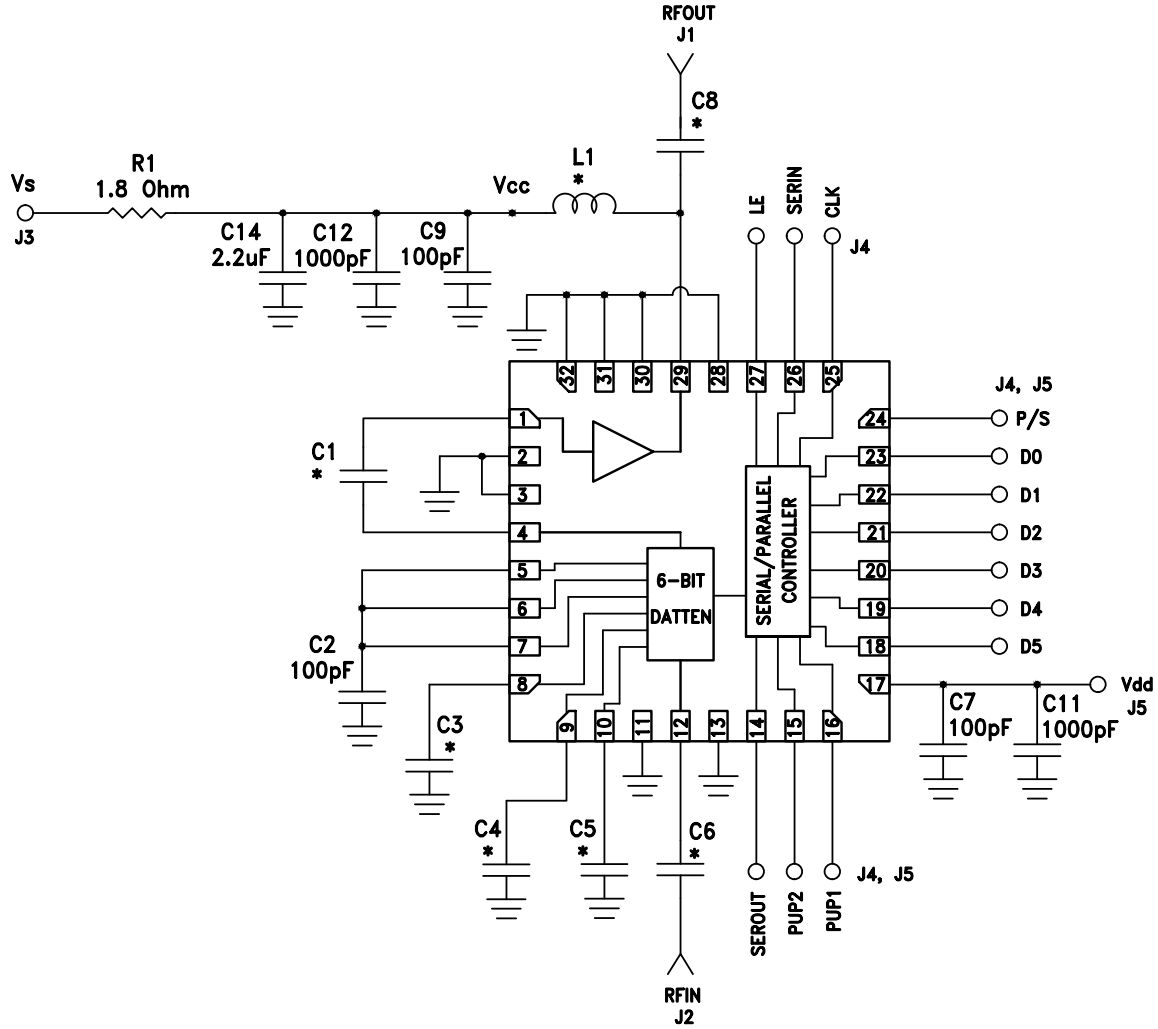 RFOUT
J1
C8
*
R1
1.8 Ohm
L1
*
Vs
J3
Vcc
C14
2.2uF
C12
1000pF
C9
100pF
LE
SERIN
CLK
J4
32
31
30
29
28
27
26
25
J4, J5
1
2
3
4
5
6
7
8
C1
*
24
23
22
21
20
19
18
17
P/S
D0
D1
D2
D3
D4
D5
SERIAL/PARALLEL
CONTROLLER
6-BIT
DATTEN
C2
100pF
Vdd
J5
C7
100pF
C11
1000pF
C3
*
9
10
11
12
13
14
15
16
C4
*
C5
*
C6
*
J4, J5
SEROUT
PUP2
PUP1
RFIN
J2